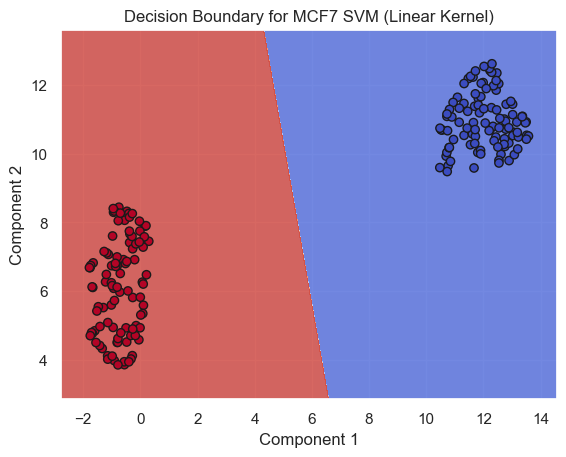 Decision Boundary for MCF7 SVM (Linear Kernel)
12
10
8
6
4
Component 2
−2 0 2 4 6 8 10 12 14
Component 1